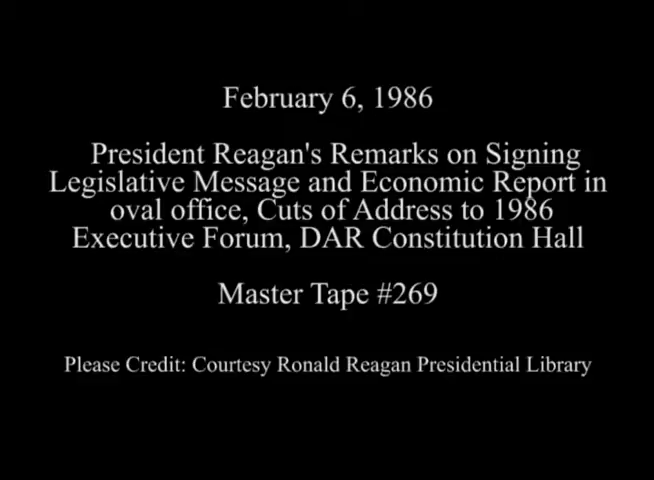 February 6, 1986
President Reagan's Remarks on Signing
Legislative Message and Economic Report in
oval office, Cuts of Address to 1986
Executive Forum, DAR Constitution Hall
Master Tape #269
Please Credit: Courtesy Ronald Reagan Presidential Library